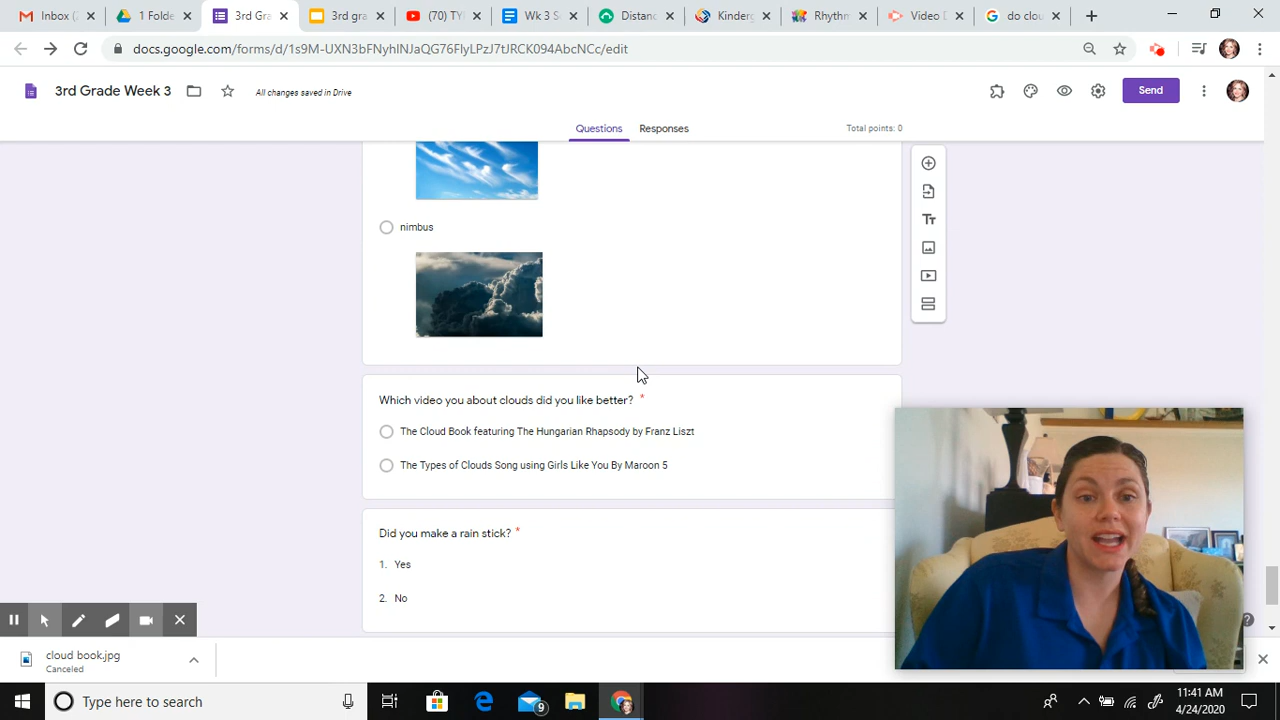 Inbox (
1 Folde
3rd Gra
3rd gra
(70) TY
Wk 3 S
Distanc
Kinderg
Rhythm
Video D
do clou
docs.google.com/forms/d/1s9M-UXN3bFNyhlNJaQG76FlyLPzJ7tJRCK094AbcNCc/edit
3rd Grade Week 3
All changes saved in Drive
Send
Questions
Responses
Total points: 0
Tt
nimbus
Which video you about clouds did you like better? *
The Cloud Book featuring The Hungarian Rhapsody by Franz Liszt
The Types of Clouds Song using Girls Like You By Maroon 5
Did you make a rain stick? *
1. Yes
2. No
cloud book.jpg
Canceled
Type here to search
9
11:41 AM
4/24/2020